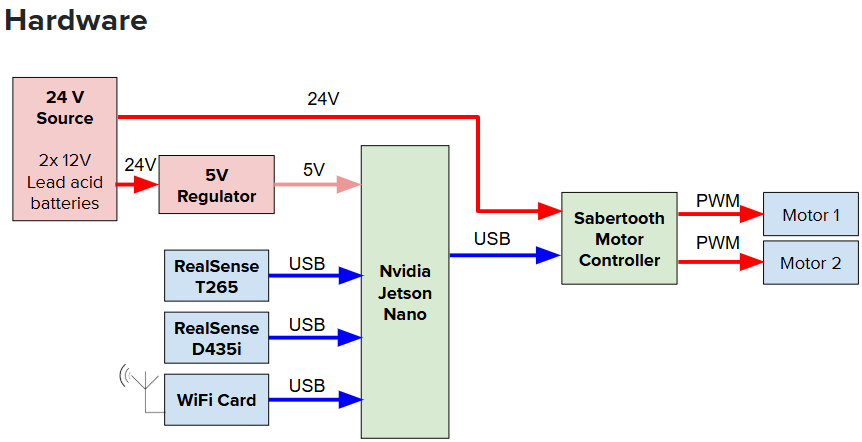 Hardware
24 V
Source
2x 12V
Lead acid
batteries
24V
24V
5V
Regulator
5V
RealSense
T265
USB
RealSense
D435i
USB
WiFi Card
USB
Nvidia
Jetson
Nano
USB
Sabertooth
Motor
Controller
PWM
PWM
Motor 1
Motor 2